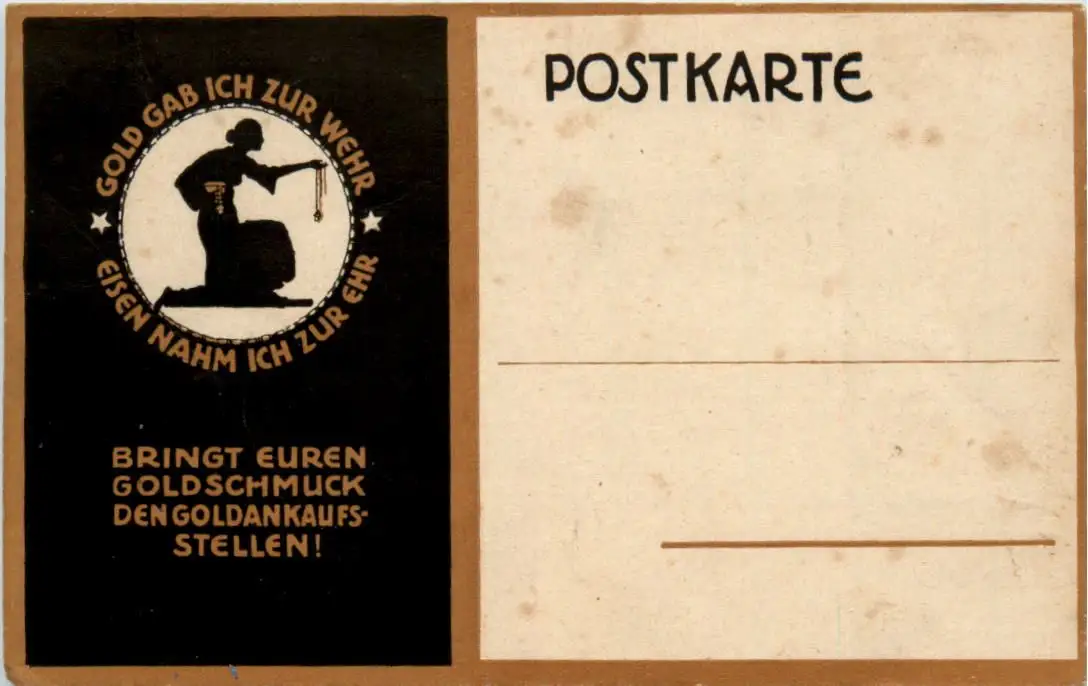 GOLD GAB ICH ZUR WEHR
EISEN NAHM ICH ZUR EHR
BRINGT EUREN
GOLDSCHMUCK
DEN GOLDANKAUFS-
STELLEN!
POSTKARTE